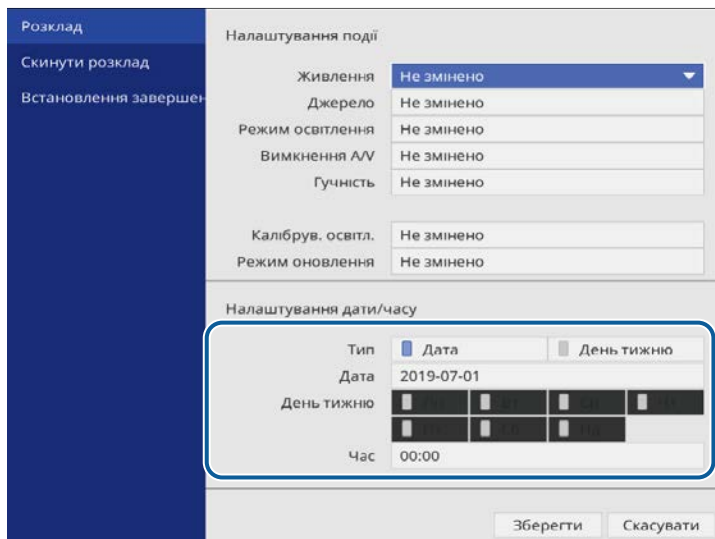 Розклад
Скинути розклад
Встановлення завершен
Налаштування події
Живлення Не змінено
Джерело Не змінено
Режим освітлення Не змінено
Вимкнення A/V Не змінено
Гучність Не змінено
Калібрув. освітл. Не змінено
Режим оновлення Не змінено
Налаштування дати/часу
Тип Дата День тижню
Дата 2019-07-01
День тижню
Час 00:00
Зберегти Скасувати